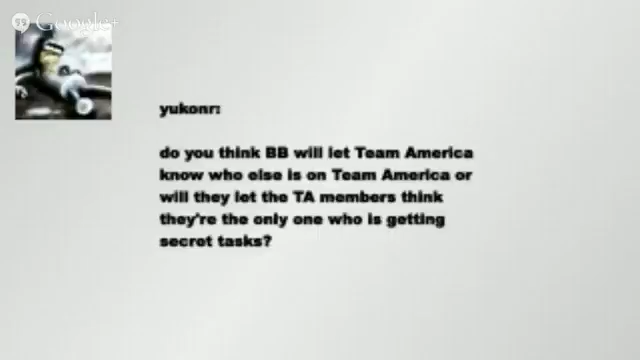 Google+
yukonr:
do you think BB will let Team America
know who else is on Team America or
will they let the TA members think
they're the only one who is getting
secret tasks?